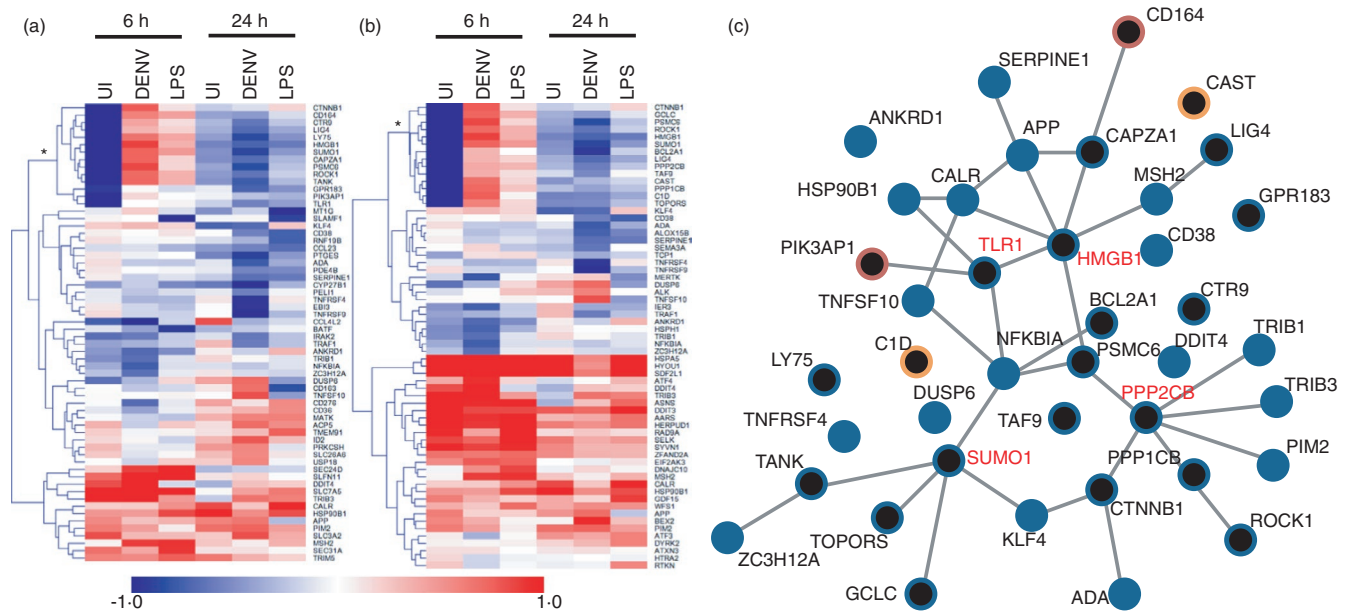 (a)
6 h
24 h
UI
DENV
LPS
UI
DENV
LPS
*
CTNNB1
CD164
CTR9
LIG4
LY75
HMGB1
SUMO1
CAPZA1
PSMC6
ROCK1
TANK
GPR183
PIK3AP1
TLR1
MT1G
SLAMF1
KLF4
CD38
RNF19B
CCL23
PTGES
ADA
PDE4B
SERPINE1
CYP27B1
PELI1
TNFRSF4
EBI3
TNFRSF9
CCL4L2
BATF
IRAK2
TRAF1
ANKRD1
TRIB1
NFKBIA
ZC3H12A
DUSP6
CD163
TNFSF10
CD276
CD36
MATK
ACP5
TMEM91
ID2
PRKCSH
SLC26A6
USP18
SEC24D
SLFN11
DDIT4
SLC7A5
TRIB3
CALR
HSP90B1
APP
PIM2
SLC3A2
MSH2
SEC31A
TRIM5
-1·0
1·0
(b)
6 h
24 h
UI
DENV
LPS
UI
DENV
LPS
*
CTNNB1
GCLC
PSMC6
ROCK1
HMGB1
SUMO1
BCL2A1
LIG4
PPP2CB
TAF9
CAST
PPP1CB
C1D
TOPORS
KLF4
CD38
ADA
ALOX15B
SERPINE1
SEMA3A
TCP1
TNFRSF4
TNFRSF9
MERTK
DUSP6
ALK
TNFSF10
IER3
TRAF1
ANKRD1
HSPH1
TRIB1
NFKBIA
ZC3H12A
HSPA5
HYOU1
SDF2L1
ATF4
DDIT4
TRIB3
ASNS
DDIT3
AARS
HERPUD1
RAD9A
SELK
SYVN1
ZFAND2A
EIF2AK3
DNAJC10
MSH2
CALR
HSP90B1
GDF15
WFS1
APP
BEX2
PIM2
ATF3
DYRK2
ATXN3
HTRA2
RTKN
(c)
CD164
SERPINE1
CAST
ANKRD1
APP
CAPZA1
LIG4
HSP90B1
CALR
MSH2
GPR183
TLR1
HMGB1
CD38
PIK3AP1
TNFSF10
BCL2A1
CTR9
NFKBIA
C1D
PSMC6
DDIT4
TRIB1
LY75
DUSP6
PPP2CB
TRIB3
TNFRSF4
TAF9
TANK
SUMO1
PPP1CB
PIM2
CTNNB1
TOPORS
KLF4
ROCK1
ZC3H12A
GCLC
ADA